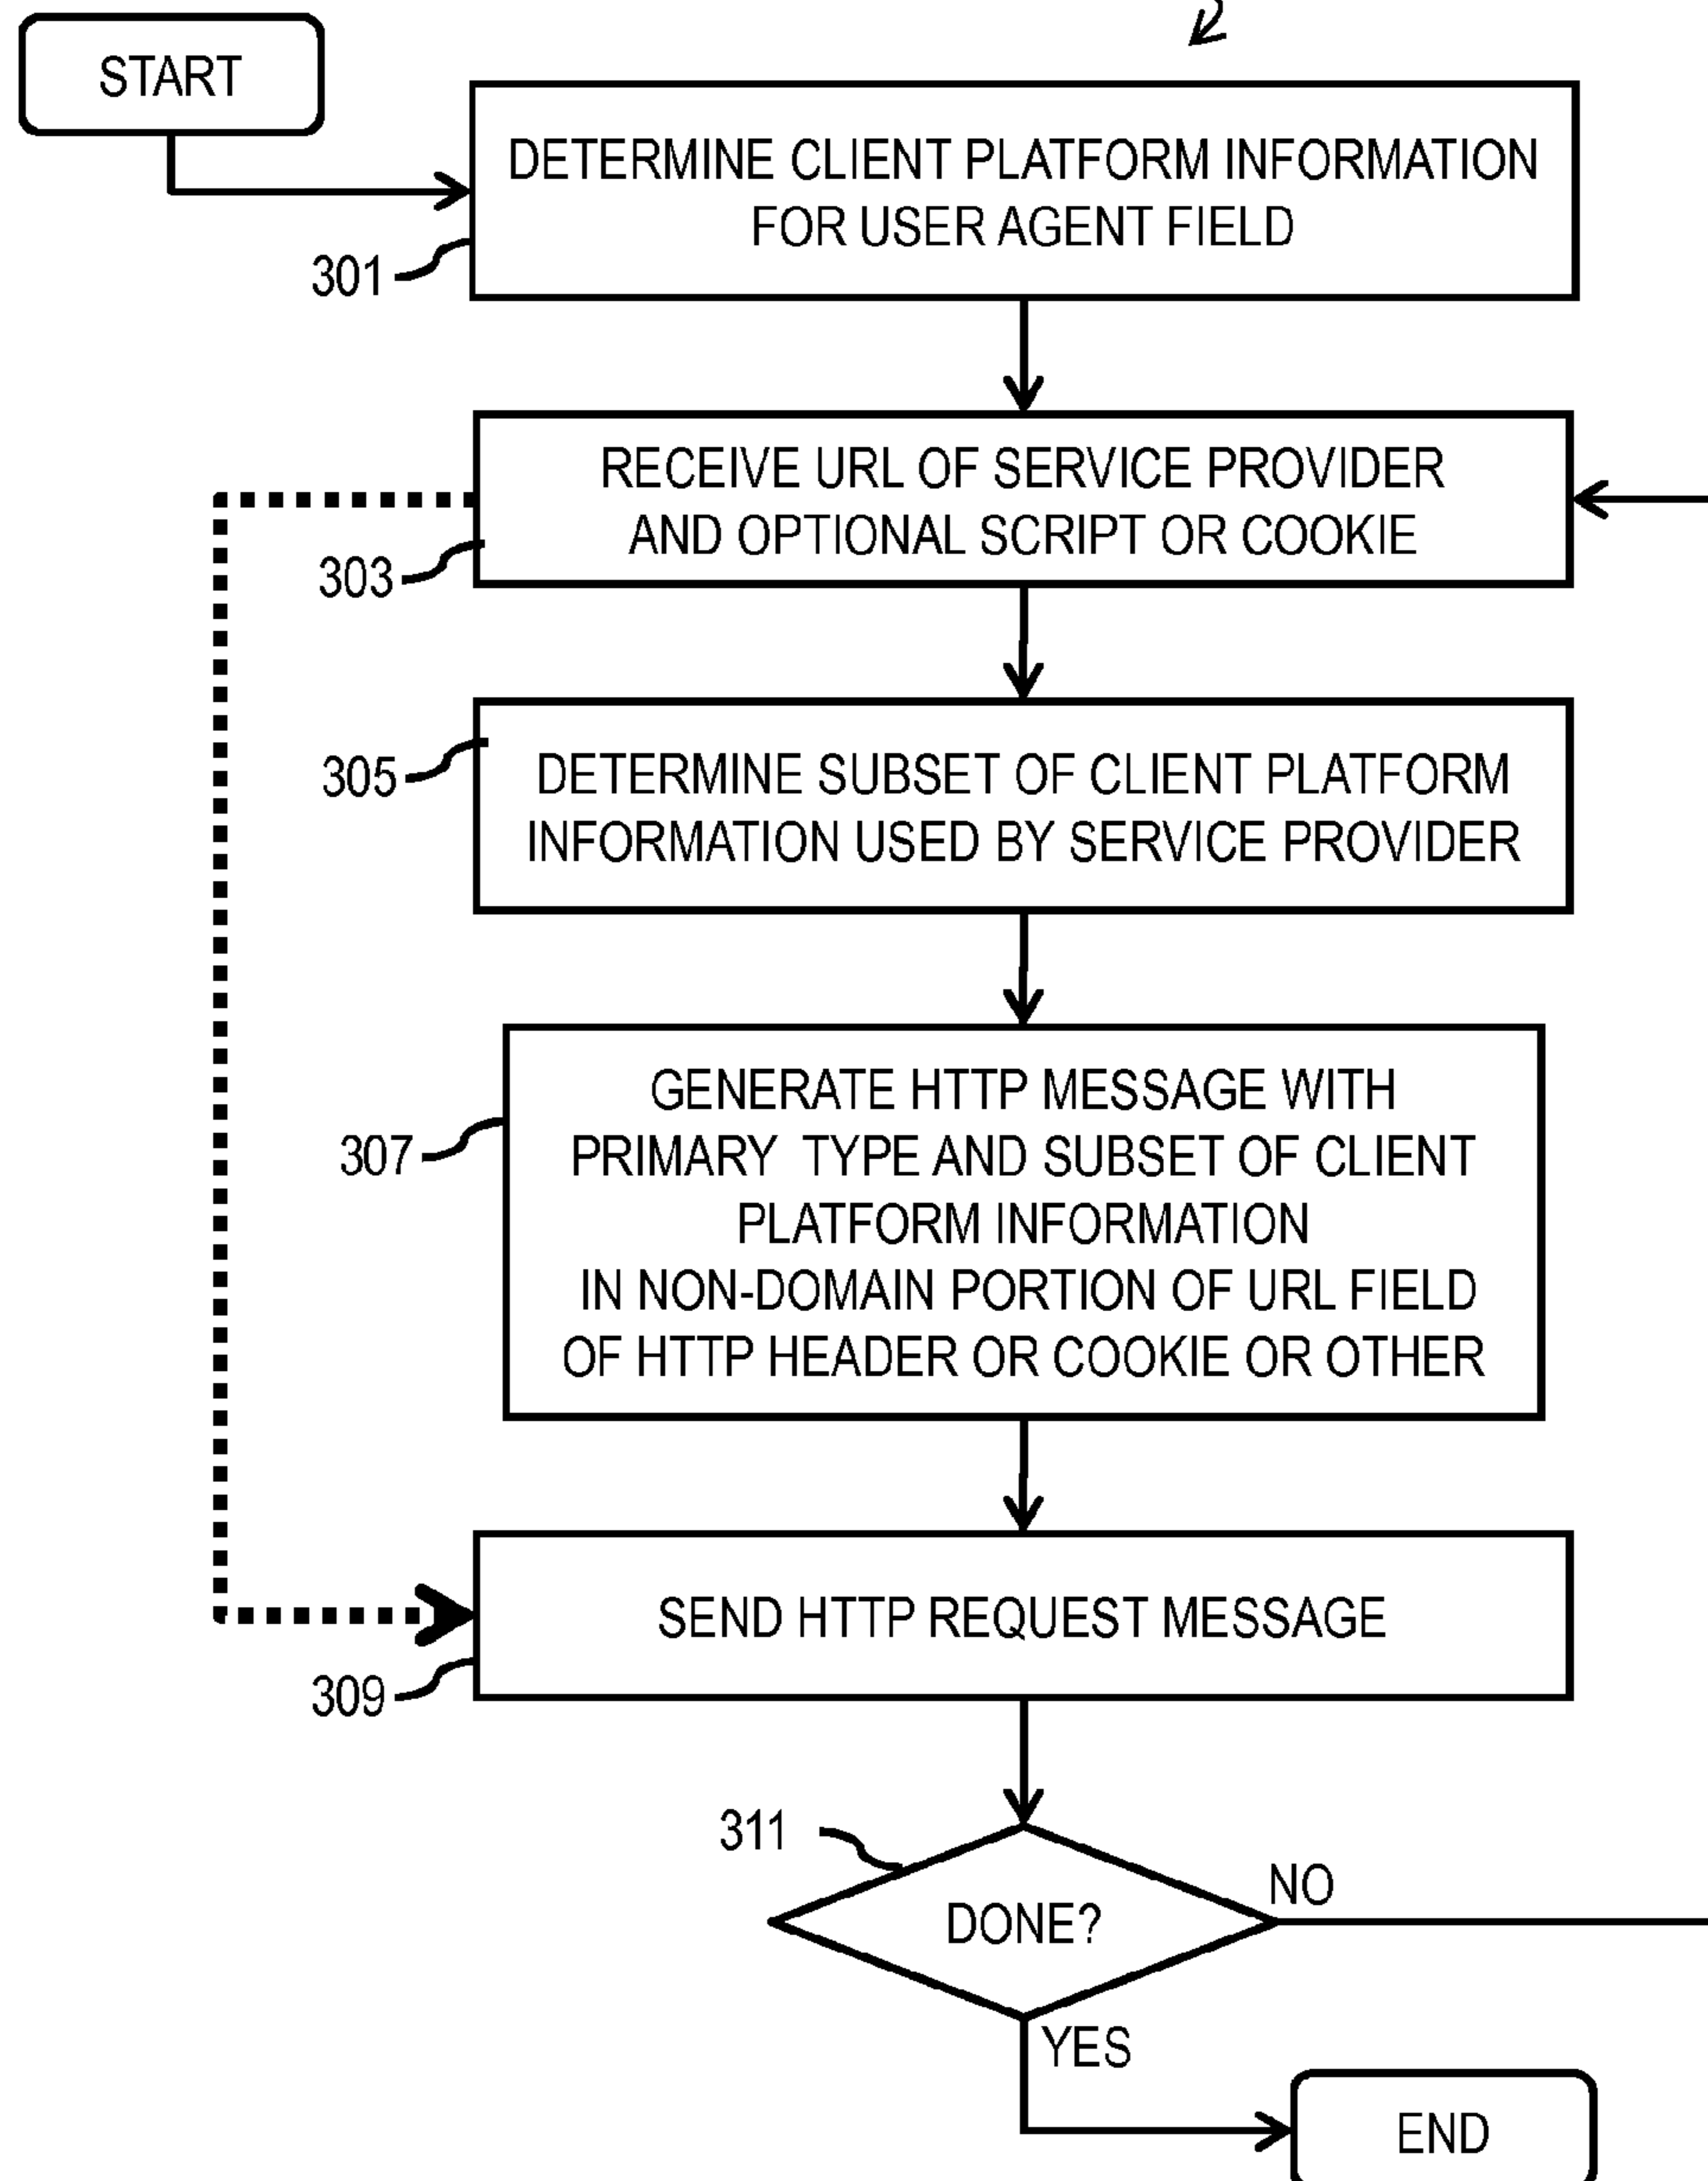 START
DETERMINE CLIENT PLATFORM INFORMATION
FOR USER AGENT FIELD
301
RECEIVE URL OF SERVICE PROVIDER
AND OPTIONAL SCRIPT OR COOKIE
303
305
DETERMINE SUBSET OF CLIENT PLATFORM
INFORMATION USED BY SERVICE PROVIDER
GENERATE HTTP MESSAGE WITH
PRIMARY TYPE AND SUBSET OF CLIENT
PLATFORM INFORMATION
IN NON-DOMAIN PORTION OF URL FIELD
OF HTTP HEADER OR COOKIE OR OTHER
307
SEND HTTP REQUEST MESSAGE
309
311
DONE?
NO
YES
END